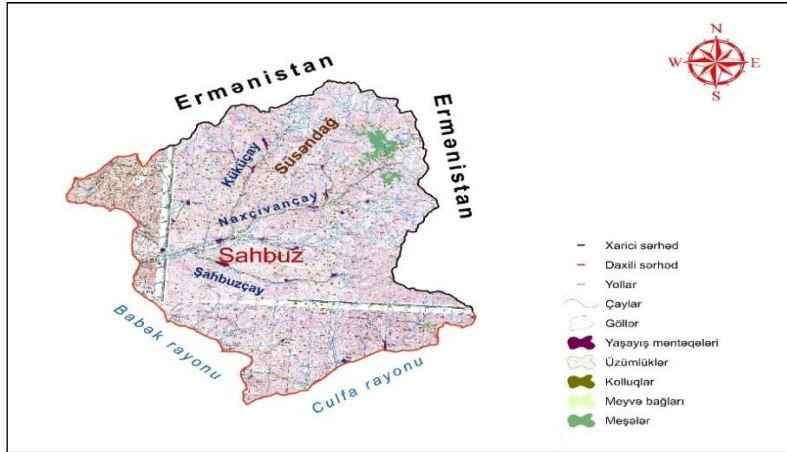 N
W E
S
Ermənistan
Ermənistan
Küküçay
Süsəndağ
Naxçıvançay
Şahbuz
Şahbuzçay
Babək rayonu
Culfa rayonu
Xarici sərhəd
Daxili sərhəd
Yollar
Çaylar
Göllər
Yaşayış məntəqələri
Üzümlüklər
Kolluqlar
Meyvə bağları
Meşələr